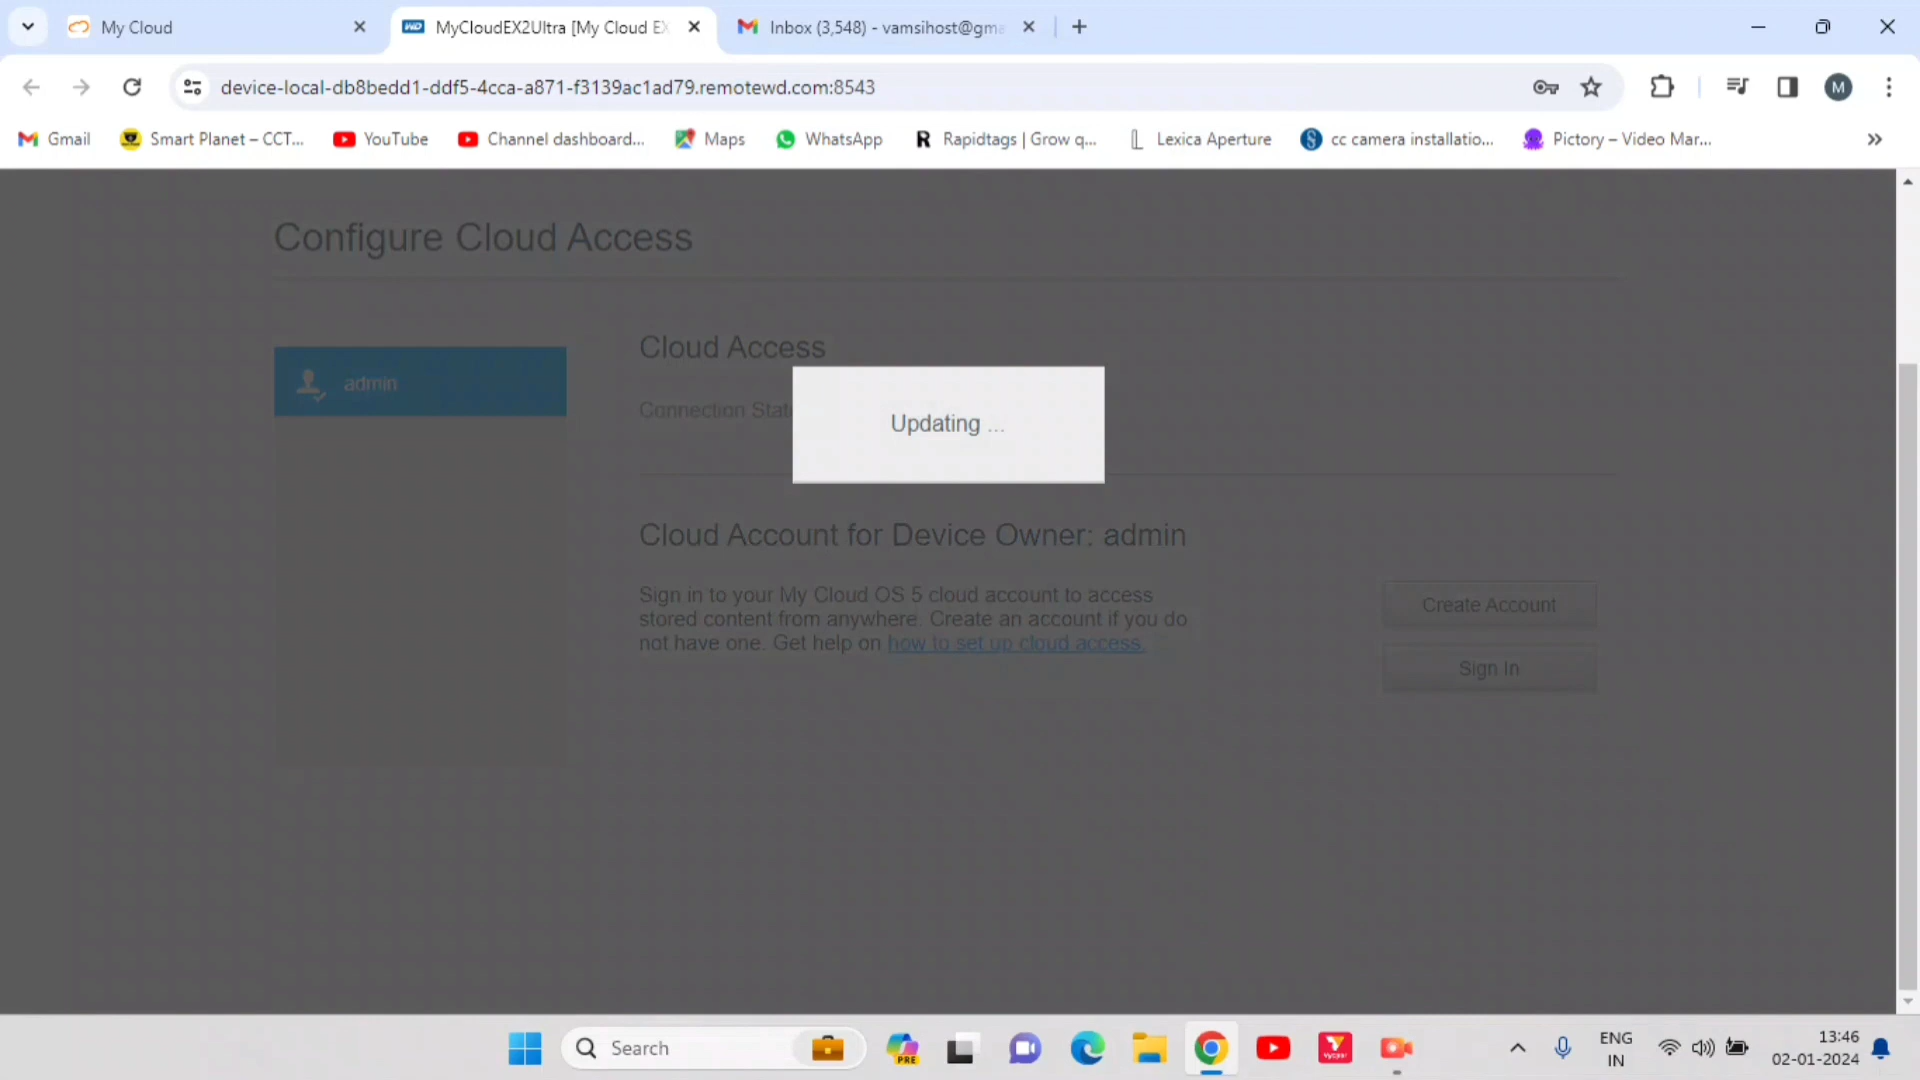 My Cloud
MyCloudEX2Ultra [My Cloud EX
Inbox (3,548) - vamsihost@gma
device-local-db8bedd1-ddf5-4cca-a871-f3139ac1ad79.remotewd.com:8543
M
Gmail
Smart Planet – CCT...
YouTube
Channel dashboard...
Maps
WhatsApp
Rapidtags | Grow q...
Lexica Aperture
cc camera installatio...
Pictory – Video Mar...
Configure Cloud Access
admin
Cloud Access
Connection Stat
Updating ...
Cloud Account for Device Owner: admin
Sign in to your My Cloud OS 5 cloud account to access
stored content from anywhere. Create an account if you do
not have one. Get help on how to set up cloud access.
Create Account
Sign In
Search
PRE
vyapar
ENG
IN
13:46
02-01-2024